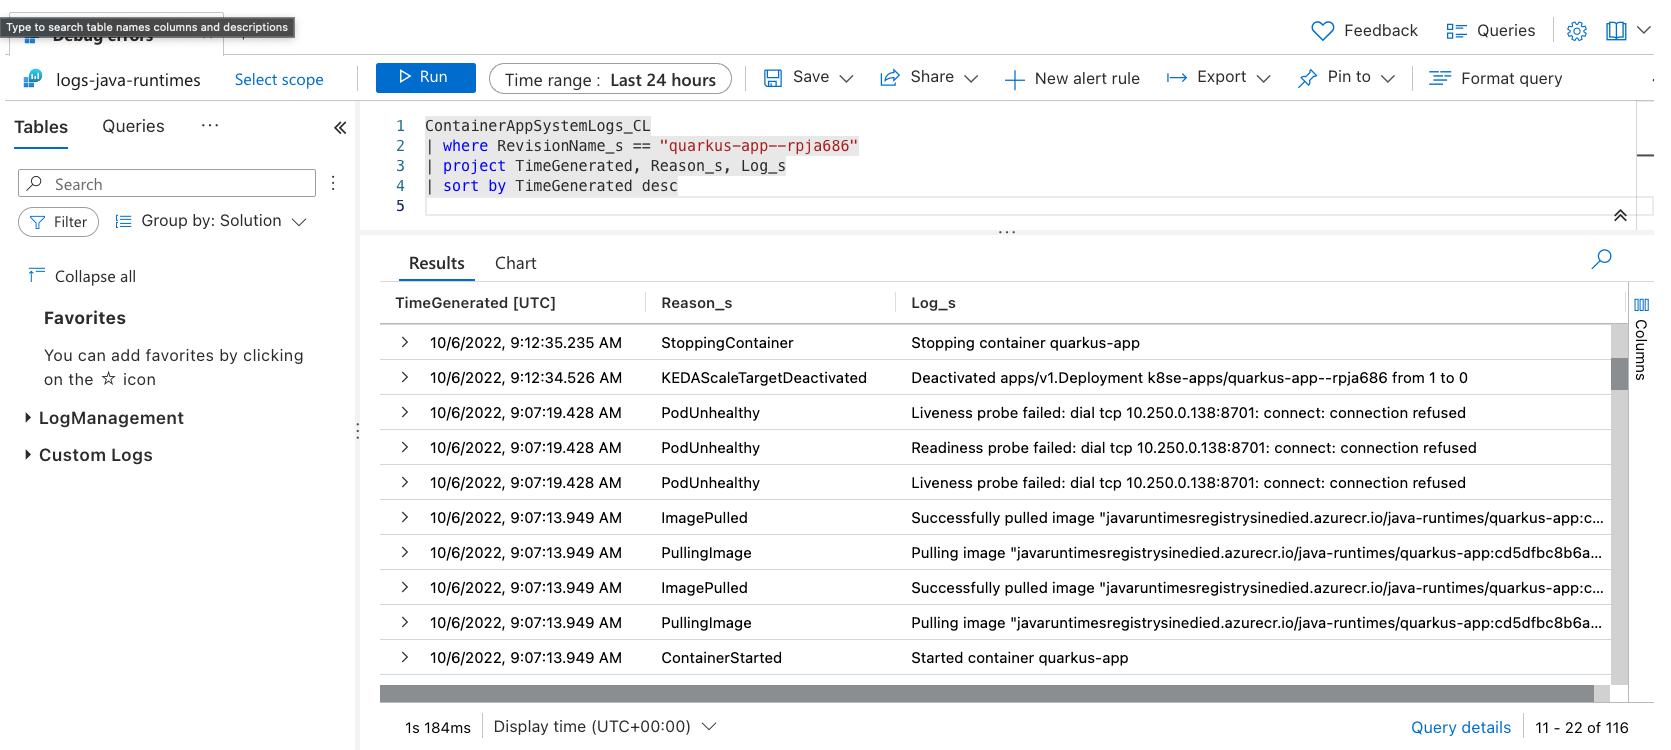 Type to search table names columns and descriptions
Debug errors
Feedback
Queries
logs-java-runtimes
Select scope
Run
Time range : Last 24 hours
Save
Share
New alert rule
Export
Pin to
Format query
Tables
Queries
...
Search
Filter
Group by: Solution
Collapse all
Favorites
You can add favorites by clicking
on the ☆ icon
LogManagement
Custom Logs
1 ContainerAppSystemLogs_CL
2 | where RevisionName_s == "quarkus-app--rpja686"
3 | project TimeGenerated, Reason_s, Log_s
4 | sort by TimeGenerated desc
5
Results
Chart
TimeGenerated [UTC] Reason_s Log_s
10/6/2022, 9:12:35.235 AM StoppingContainer Stopping container quarkus-app
10/6/2022, 9:12:34.526 AM KEDAScaleTargetDeactivated Deactivated apps/v1.Deployment k8se-apps/quarkus-app--rpja686 from 1 to 0
10/6/2022, 9:07:19.428 AM PodUnhealthy Liveness probe failed: dial tcp 10.250.0.138:8701: connect: connection refused
10/6/2022, 9:07:19.428 AM PodUnhealthy Readiness probe failed: dial tcp 10.250.0.138:8701: connect: connection refused
10/6/2022, 9:07:19.428 AM PodUnhealthy Liveness probe failed: dial tcp 10.250.0.138:8701: connect: connection refused
10/6/2022, 9:07:13.949 AM ImagePulled Successfully pulled image "javaruntimesregistrysinedied.azurecr.io/java-runtimes/quarkus-app:c...
10/6/2022, 9:07:13.949 AM PullingImage Pulling image "javaruntimesregistrysinedied.azurecr.io/java-runtimes/quarkus-app:cd5dfbc8b6a...
10/6/2022, 9:07:13.949 AM ImagePulled Successfully pulled image "javaruntimesregistrysinedied.azurecr.io/java-runtimes/quarkus-app:c...
10/6/2022, 9:07:13.949 AM PullingImage Pulling image "javaruntimesregistrysinedied.azurecr.io/java-runtimes/quarkus-app:cd5dfbc8b6a...
10/6/2022, 9:07:13.949 AM ContainerStarted Started container quarkus-app
Columns
1s 184ms
Display time (UTC+00:00)
Query details
11 - 22 of 116